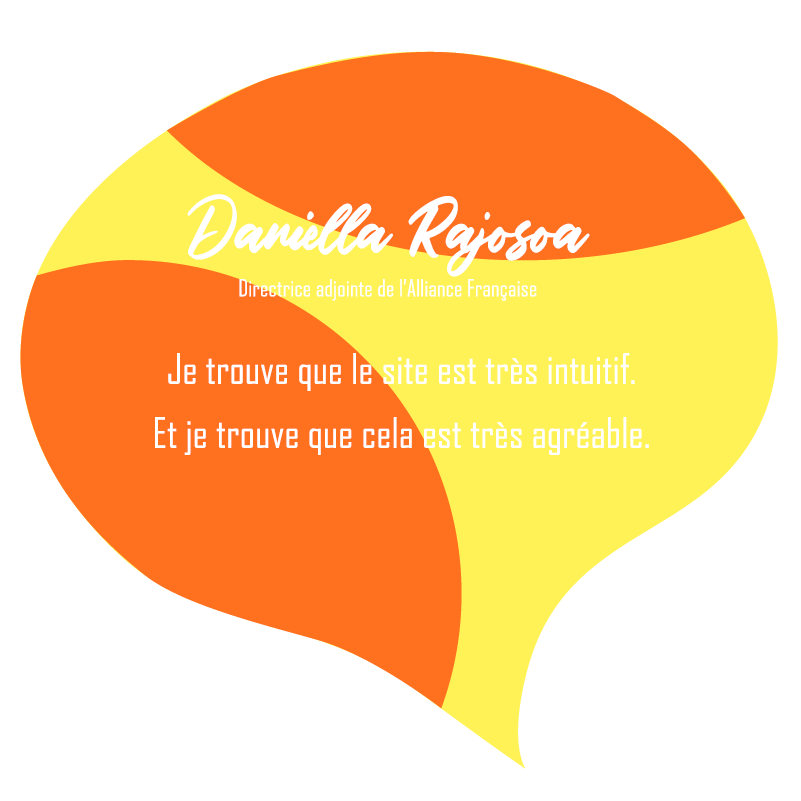 Daniella Rajosoa
Directrice adjointe de l'Alliance Française
Je trouve que le site est très intuitif.
Et je trouve que cela est très agréable.